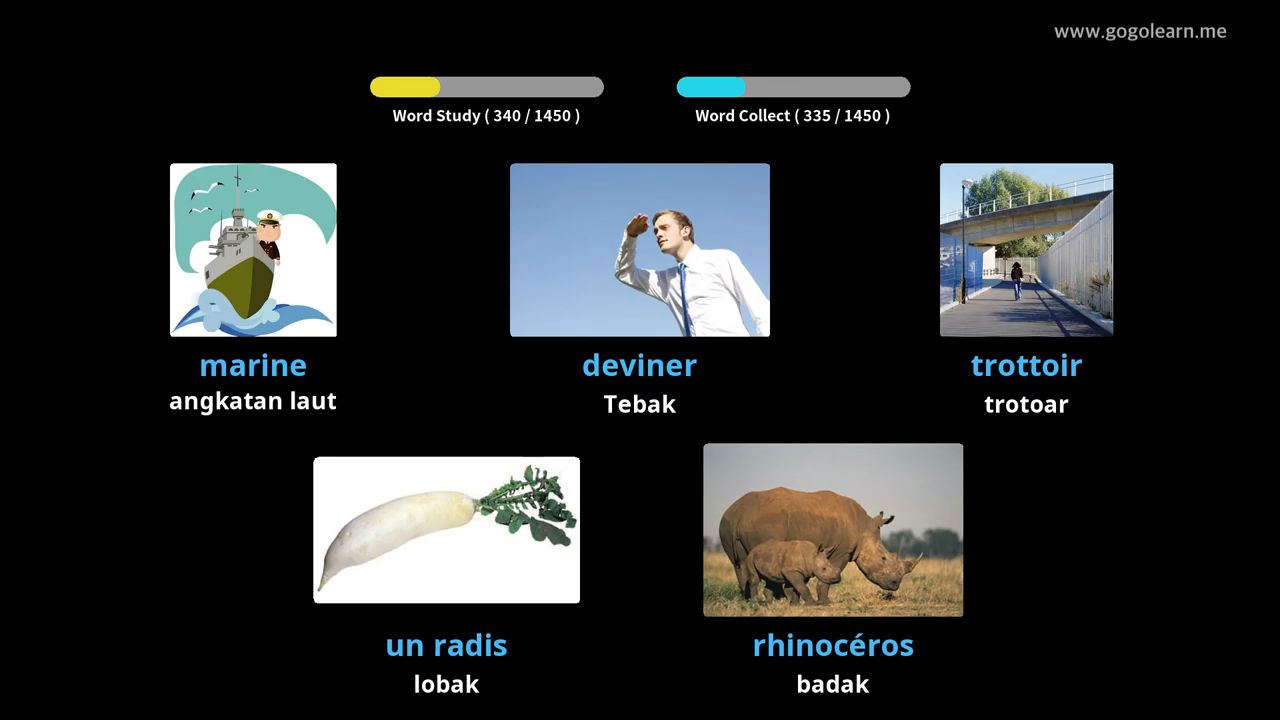 www.gogolearn.me
Word Study ( 340 / 1450 )
Word Collect ( 335 / 1450 )
marine
angkatan laut
deviner
Tebak
trottoir
trotoar
un radis
lobak
rhinocéros
badak